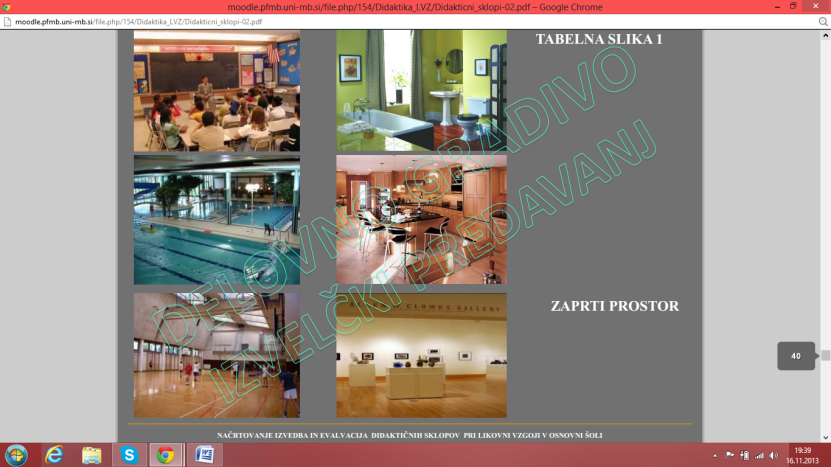 moodle.pfmb.uni-mb.si/file.php/154/Didaktika_LVZ/Didakticni_sklopi-02.pdf – Google Chrome
moodle.pfmb.uni-mb.si/file.php/154/Didaktika_LVZ/Didakticni_sklopi-02.pdf
TABELNA SLIKA 1
DELOVNO GRADIVO
IZVELČKI PREDAVANJ
GALLERY
ZAPRTI PROSTOR
40
NAČRTOVANJE IZVEDBA IN EVALVACIJA DIDAKTIČNIH SKLOPOV PRI LIKOVNI VZGOJI V OSNOVNI ŠOLI
19:39
16.11.2013